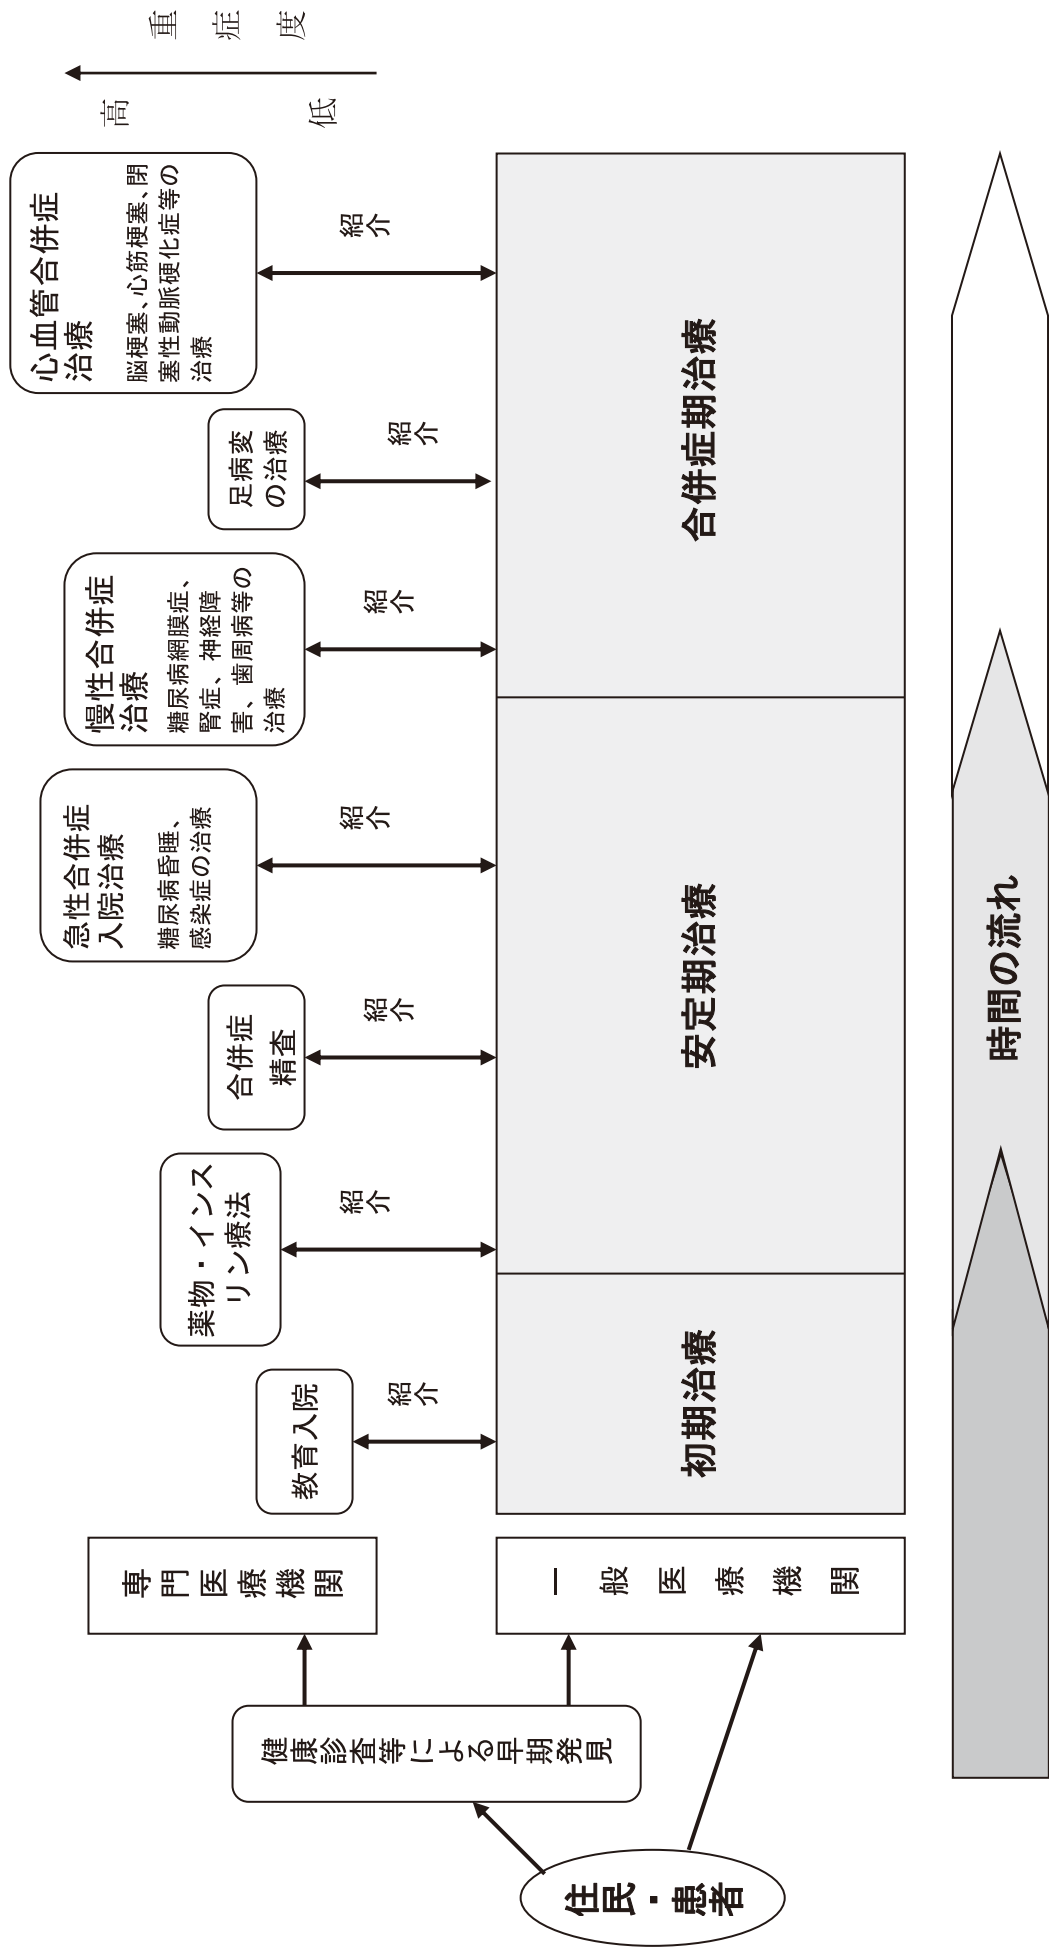 住民・患者
健康診査等による早期発見
専門医療機関
一般医療機関
教育入院
紹介
薬物・インス
リン療法
紹介
合併症
精査
紹介
急性合併症
入院治療
糖尿病昏睡、
感染症の治療
紹介
慢性合併症
治療
糖尿病網膜症、
腎症、神経障
害、歯周病等の
治療
紹介
足病変
の治療
紹介
心血管合併症
治療
脳梗塞、心筋梗塞、閉
塞性動脈硬化症等の
治療
紹介
高
低
重症度
初期治療
安定期治療
合併症期治療
時間の流れ